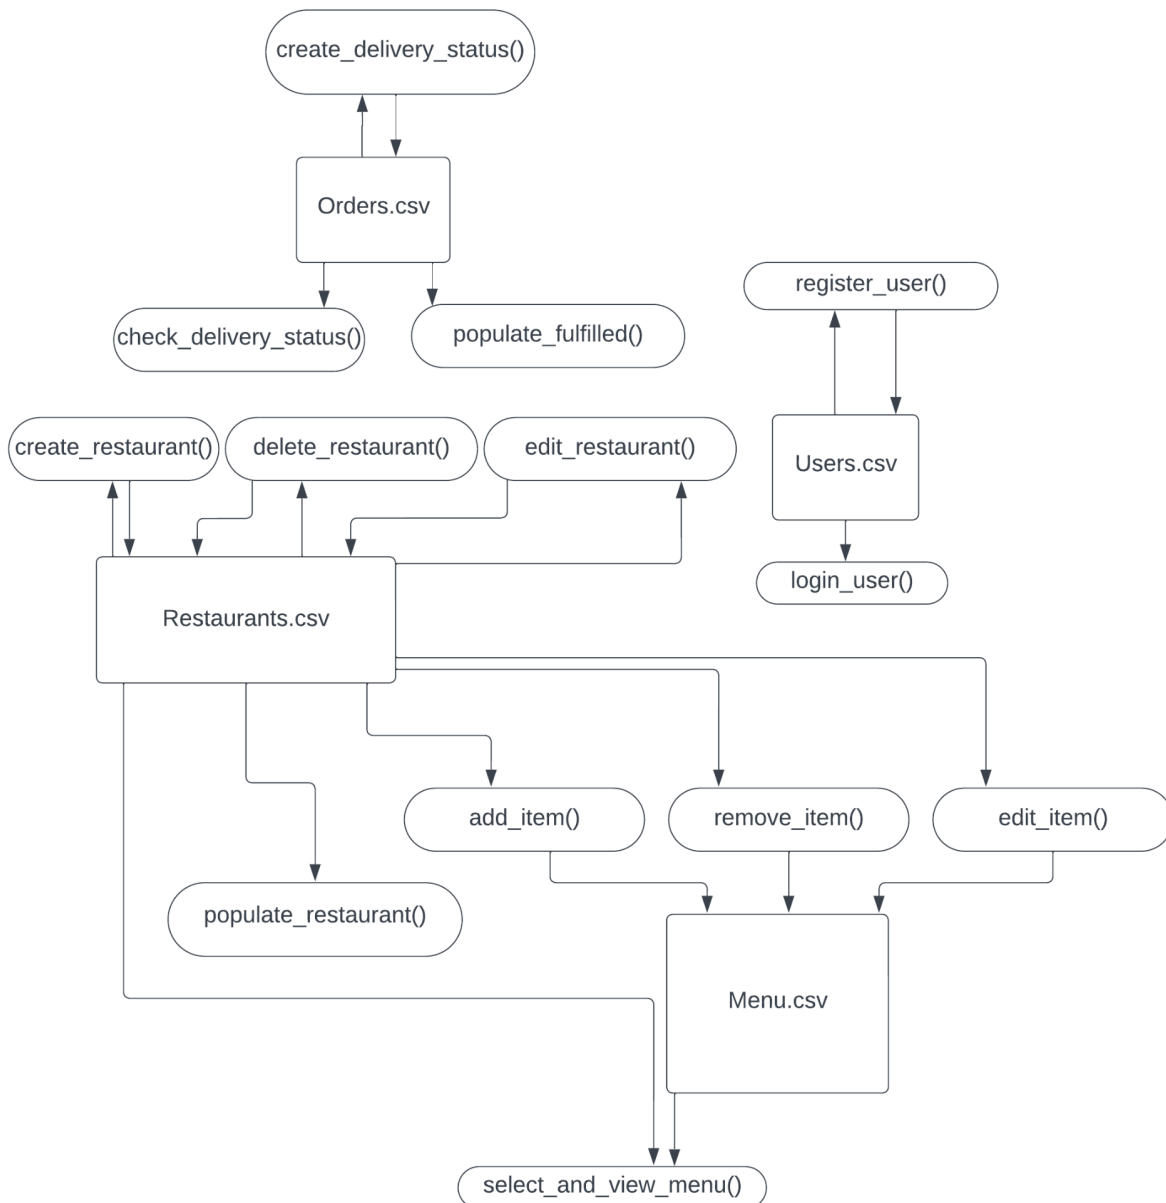 create_delivery_status()
Orders.csv
register_user()
check_delivery_status()
populate_fulfilled()
create_restaurant()
delete_restaurant()
edit_restaurant()
Users.csv
login_user()
Restaurants.csv
add_item()
remove_item()
edit_item()
populate_restaurant()
Menu.csv
select_and_view_menu()